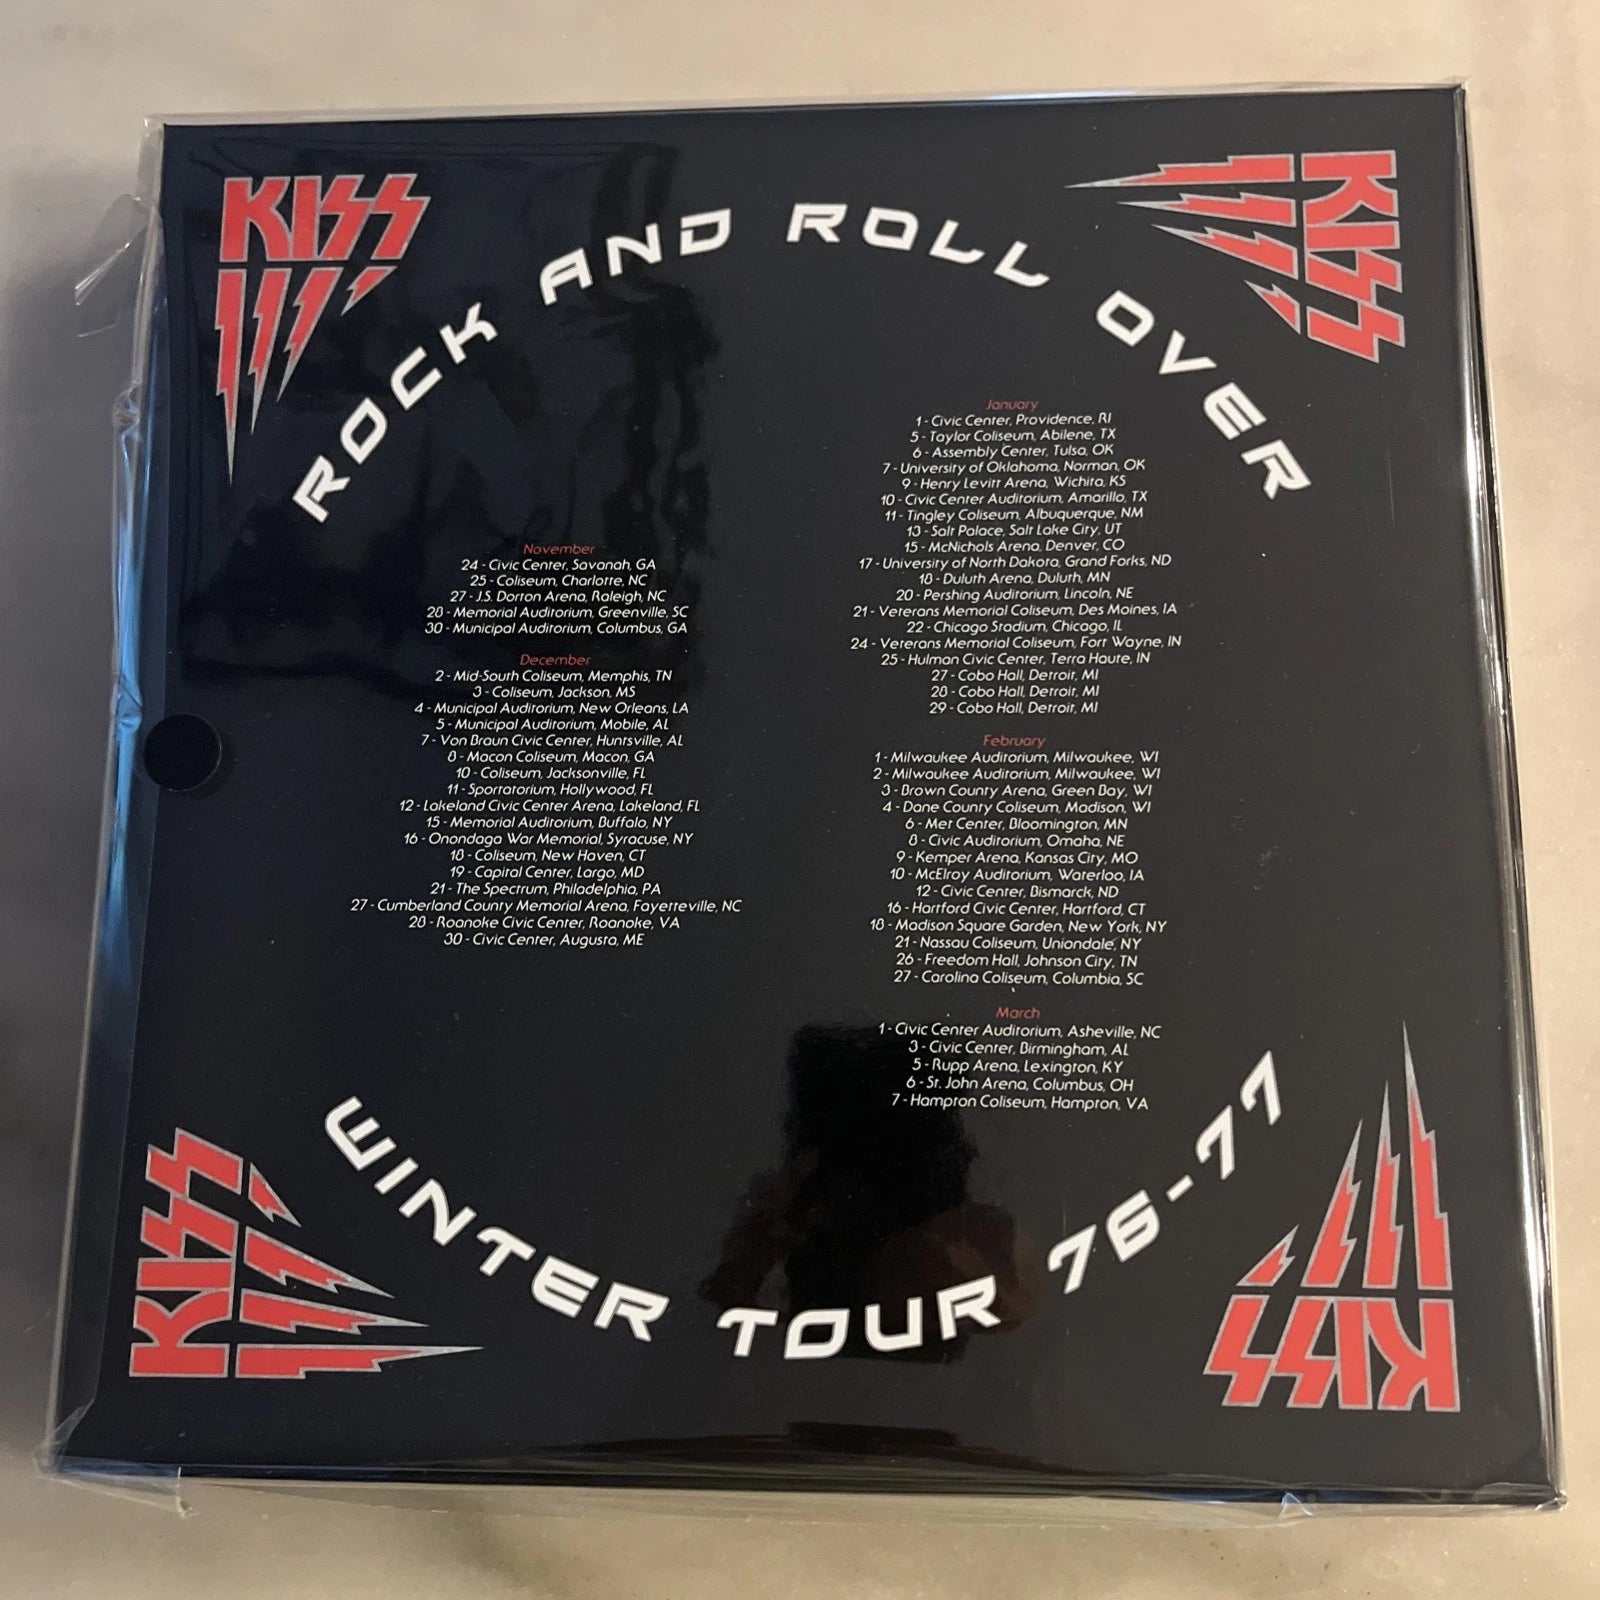 KISS
KISS
ROCK AND ROLL OVER
November
24 - Civic Center, Savanah, GA
25 - Coliseum, Charlotte, NC
27 - J.S. Dorton Arena, Raleigh, NC
28 - Memorial Auditorium, Greenville, SC
30 - Municipal Auditorium, Columbus, GA
December
2 - Mid-South Coliseum, Memphis, TN
3 - Coliseum, Jackson, MS
4 - Municipal Auditorium, New Orleans, LA
5 - Municipal Auditorium, Mobile, AL
7 - Von Braun Civic Center, Huntsville, AL
8 - Macon Coliseum, Macon, GA
10 - Coliseum, Jacksonville, FL
11 - Sportatorium, Hollywood, FL
12 - Lakeland Civic Center Arena, Lakeland, FL
15 - Memorial Auditorium, Buffalo, NY
16 - Onondaga War Memorial, Syracuse, NY
18 - Coliseum, New Haven, CT
19 - Capital Center, Largo, MD
21 - The Spectrum, Philadelphia, PA
27 - Cumberland County Memorial Arena, Fayetteville, NC
28 - Roanoke Civic Center, Roanoke, VA
30 - Civic Center, Augusta, ME
January
1 - Civic Center, Providence, RI
5 - Taylor Coliseum, Abilene, TX
6 - Assembly Center, Tulsa, OK
7 - University of Oklahoma, Norman, OK
9 - Henry Levitt Arena, Wichita, KS
10 - Civic Center Auditorium, Amarillo, TX
11 - Tingley Coliseum, Albuquerque, NM
13 - Salt Palace, Salt Lake City, UT
15 - McNichols Arena, Denver, CO
17 - University of North Dakota, Grand Forks, ND
18 - Duluth Arena, Duluth, MN
20 - Pershing Auditorium, Lincoln, NE
21 - Veterans Memorial Coliseum, Des Moines, IA
22 - Chicago Stadium, Chicago, IL
24 - Veterans Memorial Coliseum, Fort Wayne, IN
25 - Hulman Civic Center, Terra Haute, IN
27 - Cobo Hall, Detroit, MI
28 - Cobo Hall, Detroit, MI
29 - Cobo Hall, Detroit, MI
February
1 - Milwaukee Auditorium, Milwaukee, WI
2 - Milwaukee Auditorium, Milwaukee, WI
3 - Brown County Arena, Green Bay, WI
4 - Dane County Coliseum, Madison, WI
6 - Met Center, Bloomington, MN
8 - Civic Auditorium, Omaha, NE
9 - Kemper Arena, Kansas City, MO
10 - McElroy Auditorium, Waterloo, IA
12 - Civic Center, Bismarck, ND
16 - Hartford Civic Center, Hartford, CT
18 - Madison Square Garden, New York, NY
21 - Nassau Coliseum, Uniondale, NY
26 - Freedom Hall, Johnson City, TN
27 - Carolina Coliseum, Columbia, SC
March
1 - Civic Center Auditorium, Asheville, NC
3 - Civic Center, Birmingham, AL
5 - Rupp Arena, Lexington, KY
6 - St. John Arena, Columbus, OH
7 - Hampton Coliseum, Hampton, VA
WINTER TOUR 76-77
KISS
KISS